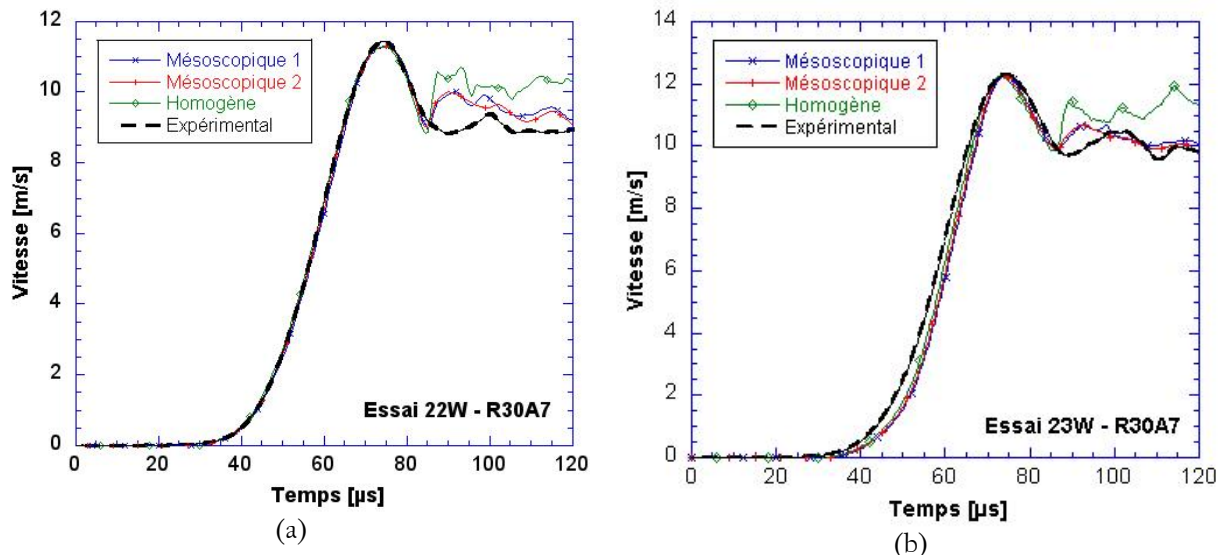 12
10
8
6
4
2
0
Vitesse [m/s]
Mésoscopique 1
Mésoscopique 2
Homogène
Expérimental
Essai 22W - R30A7
0 20 40 60 80 100 120
Temps [µs]
(a)
14
12
10
8
6
4
2
0
Vitesse [m/s]
Mésoscopique 1
Mésoscopique 2
Homogène
Expérimental
Essai 23W - R30A7
0 20 40 60 80 100 120
Temps [µs]
(b)